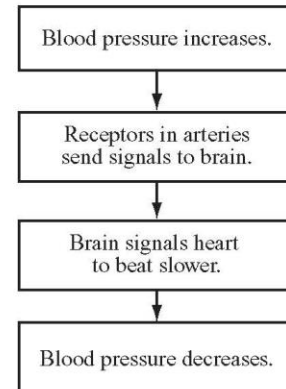 Blood pressure increases.
Receptors in arteries
send signals to brain.
Brain signals heart
to beat slower.
Blood pressure decreases.